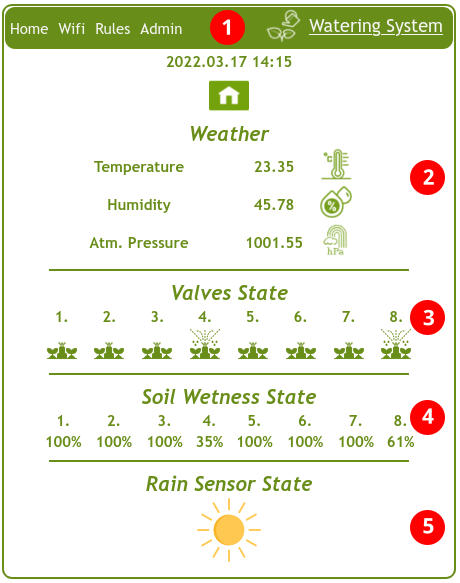 Home Wifi Rules Admin 1 Watering System
2022.03.17 14:15
Weather
Temperature 23.35 °C
2
Humidity 45.78 %
Atm. Pressure 1001.55 hPa
Valves State
1. 2. 3. 4. 5. 6. 7. 8. 3
Soil Wetness State
1. 2. 3. 4. 5. 6. 7. 8. 4
100% 100% 100% 35% 100% 100% 100% 61%
Rain Sensor State
5